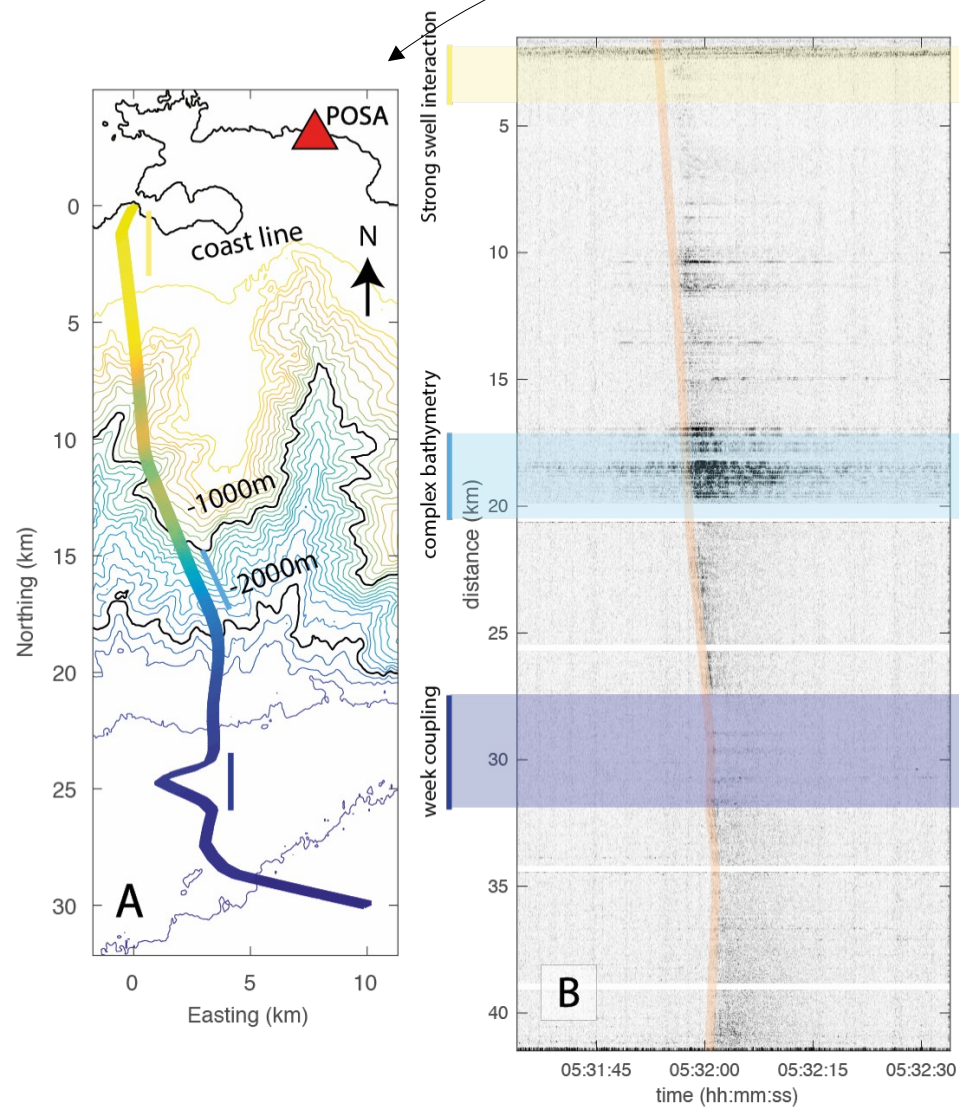 POSA
coast line
N
-1000m
-2000m
A
0
5
10
15
20
25
30
Northing (km)
0
5
10
Easting (km)
Strong swell interaction
complex bathymetry
week coupling
distance (km)
5
10
15
20
25
30
35
40
B
05:31:45
05:32:00
05:32:15
05:32:30
time (hh:mm:ss)